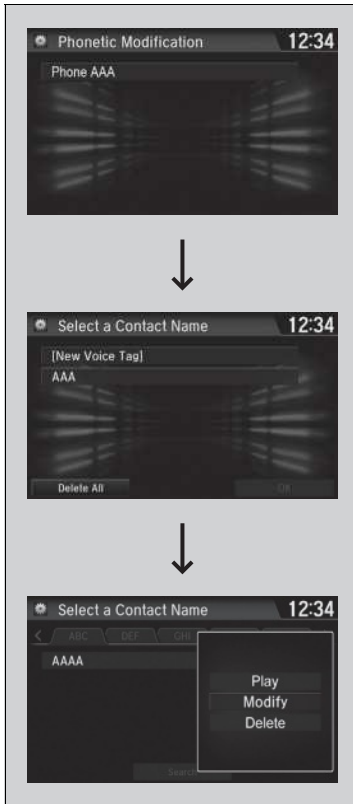 Phonetic Modification 12:34
Phone AAA
Select a Contact Name 12:34
[New Voice Tag]
AAA
Delete All OK
Select a Contact Name 12:34
ABC DEF GHI
AAAA
Play
Modify
Delete
Search